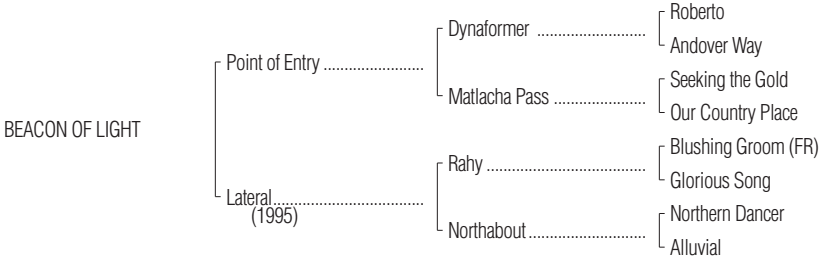 Roberto
Dynaformer ..........................
Andover Way
Point of Entry ........................
Seeking the Gold
Matlacha Pass ......................
Our Country Place
BEACON OF LIGHT
Blushing Groom (FR)
Rahy ......................................
Glorious Song
Lateral....................................
(1995)
Northern Dancer
Northabout............................
Alluvial